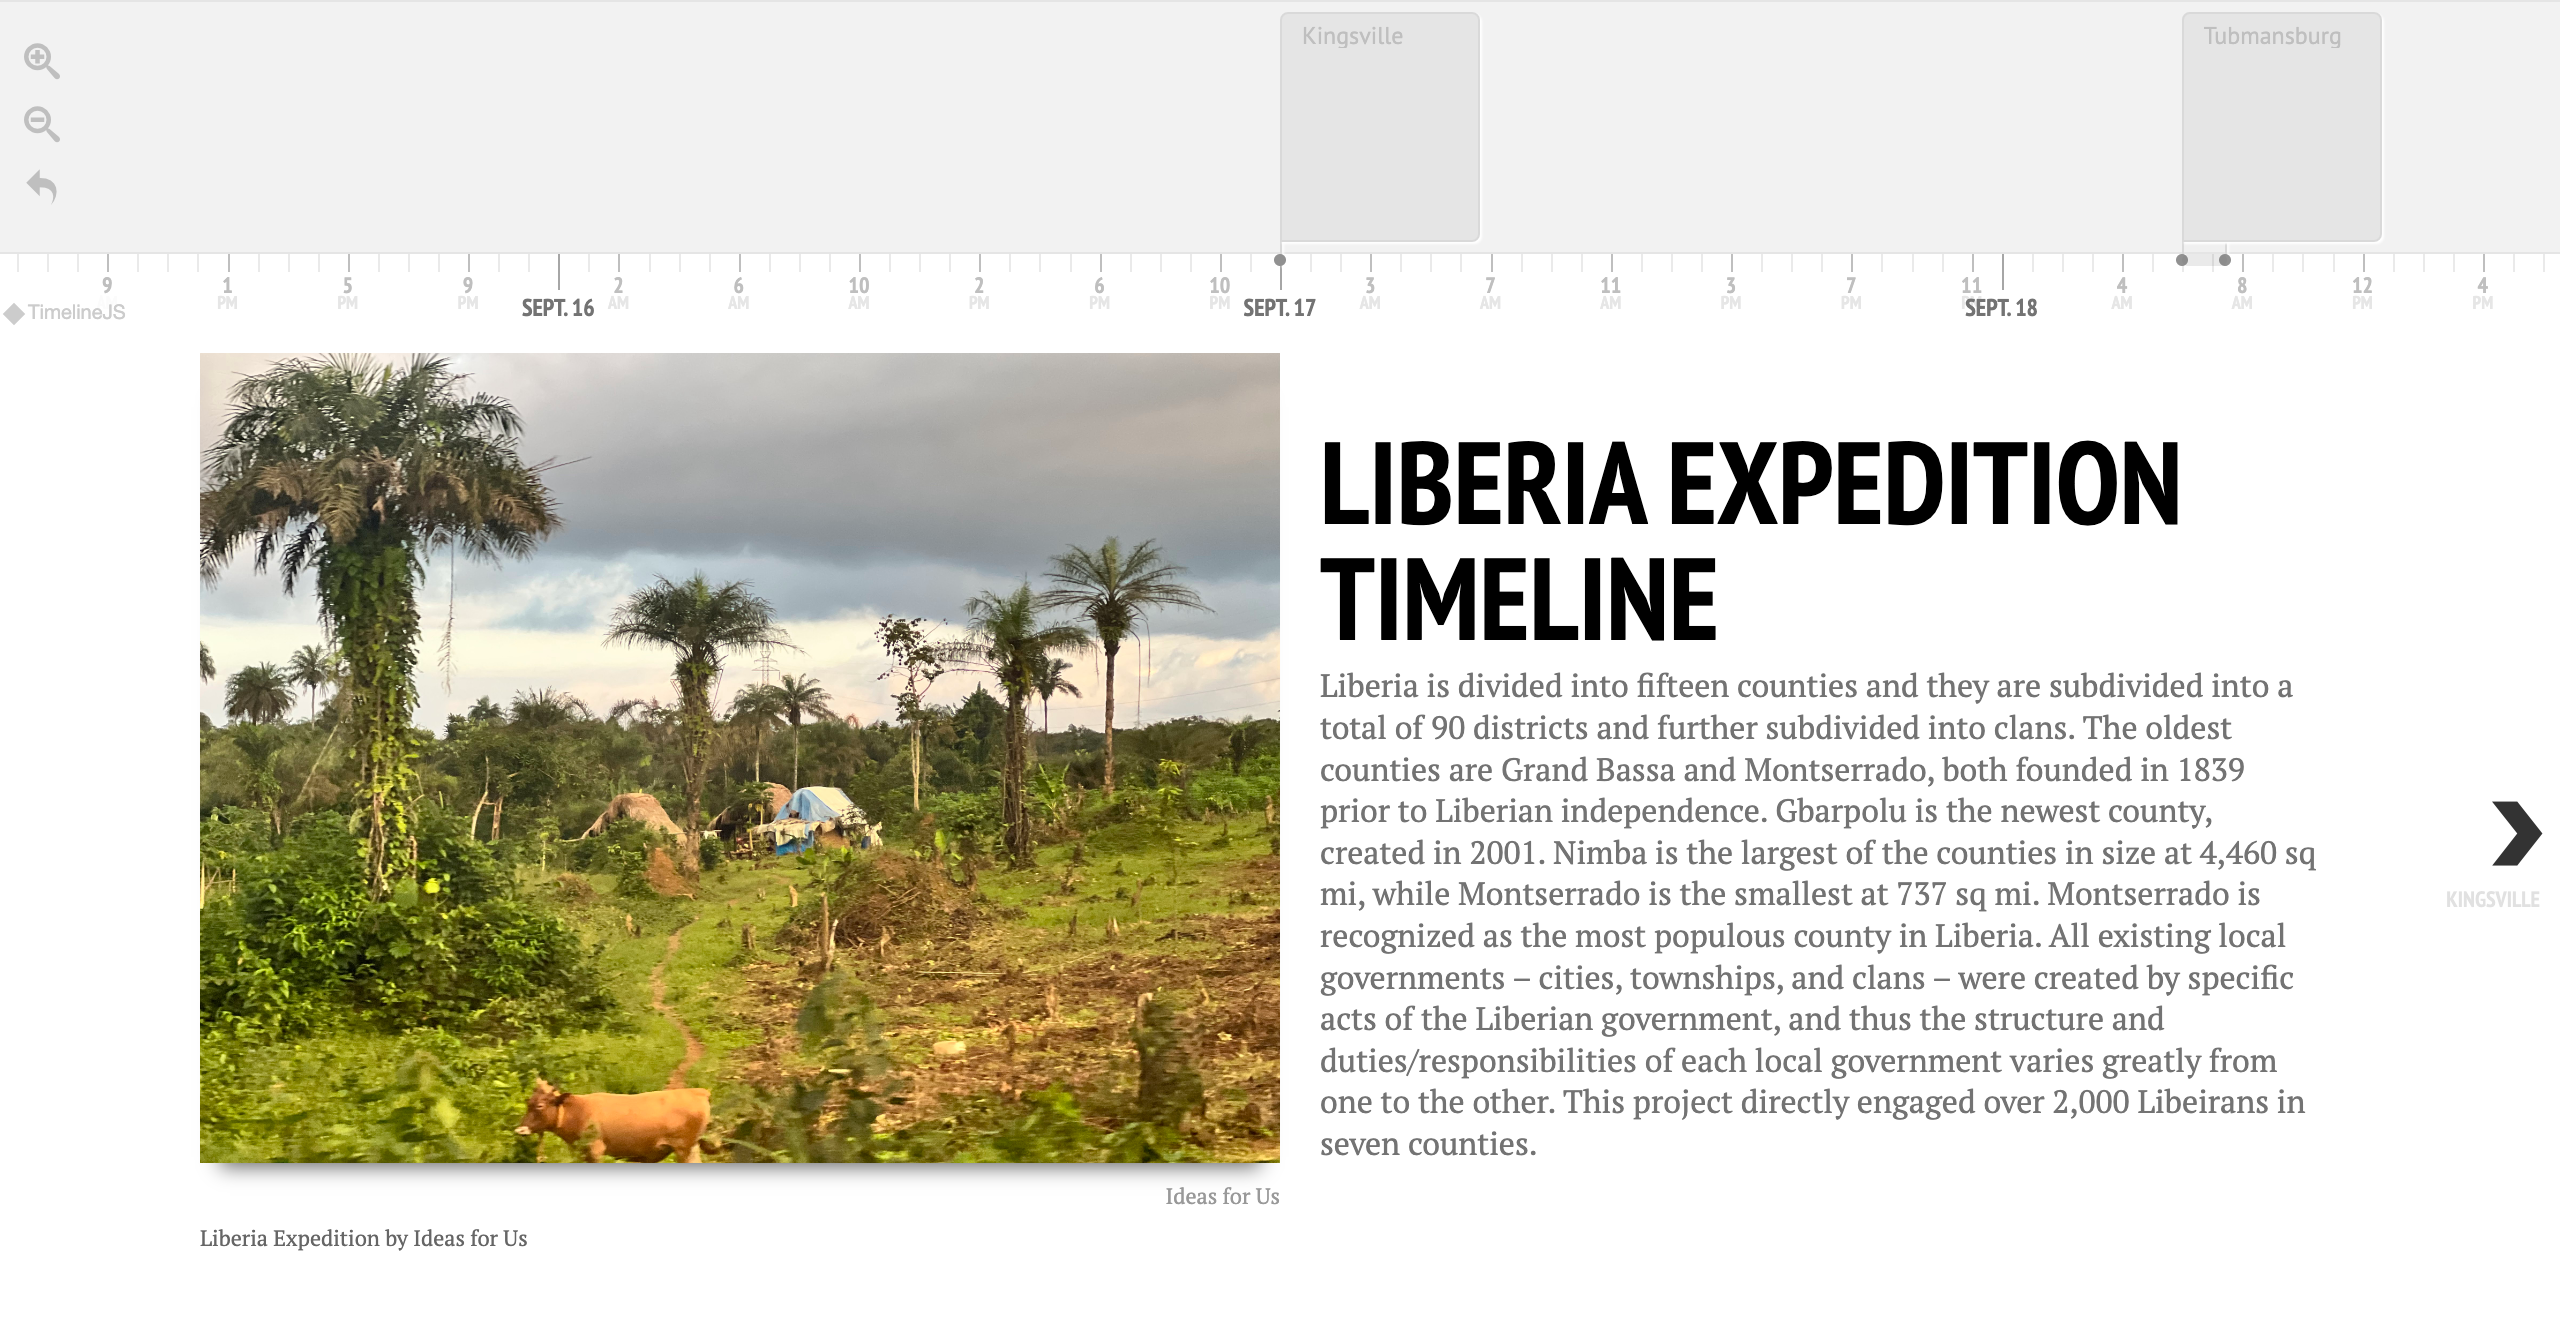 Kingsville
Tubmansburg
9 1 5 9 2 6 10 2 6 10 3 7 11 3 7 11 4 8 12 4
PM PM PM AM AM AM PM PM PM AM AM AM PM PM AM AM PM PM
SEPT. 16 SEPT. 17 SEPT. 18
TimelineJS
LIBERIA EXPEDITION
TIMELINE
Liberia is divided into fifteen counties and they are subdivided into a
total of 90 districts and further subdivided into clans. The oldest
counties are Grand Bassa and Montserrado, both founded in 1839
prior to Liberian independence. Gbarpolu is the newest county,
created in 2001. Nimba is the largest of the counties in size at 4,460 sq
mi, while Montserrado is the smallest at 737 sq mi. Montserrado is
recognized as the most populous county in Liberia. All existing local
governments – cities, townships, and clans – were created by specific
acts of the Liberian government, and thus the structure and
duties/responsibilities of each local government varies greatly from
one to the other. This project directly engaged over 2,000 Libeirans in
seven counties.
KINGSVILLE
Ideas for Us
Liberia Expedition by Ideas for Us